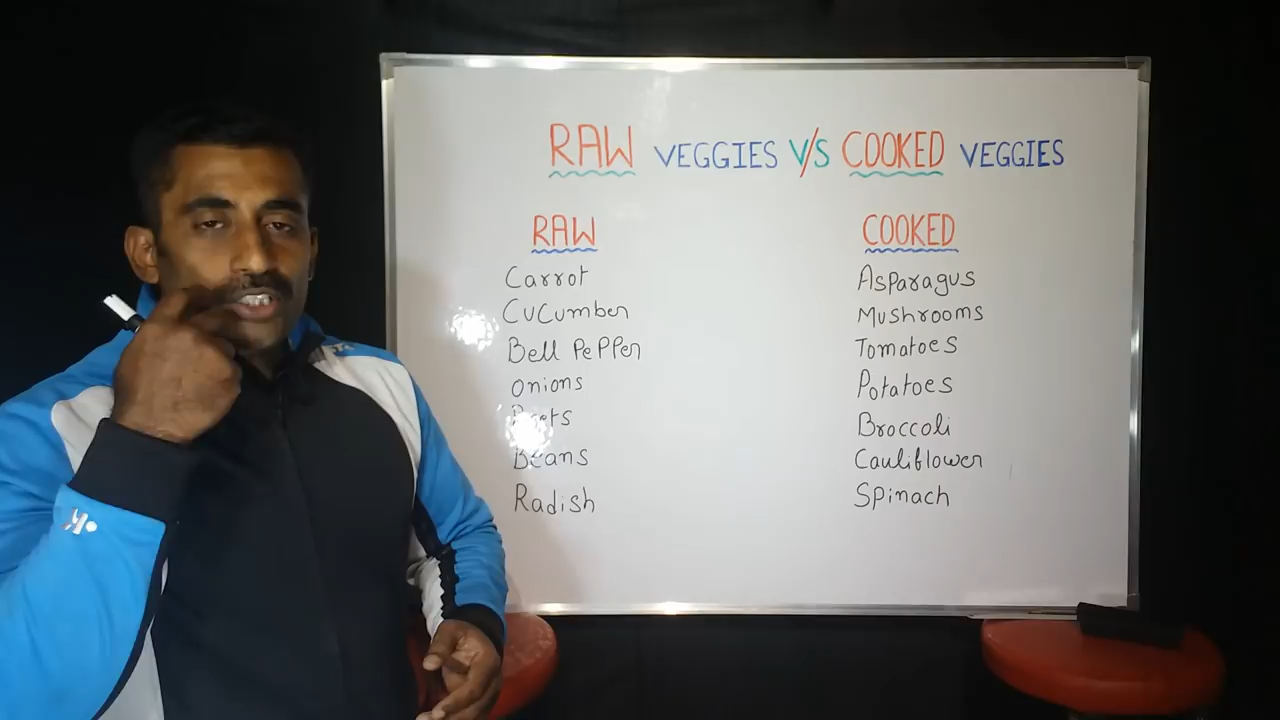 RAW VEGGIES V/S COOKED VEGGIES
RAW
Carrot
CUCumber
Bell PePPer
onions
Beets
Beans
Radish
COOKED
Asparagus
Mushrooms
Tomatoes
Potatoes
Broccoli
Cauliflower
Spinach